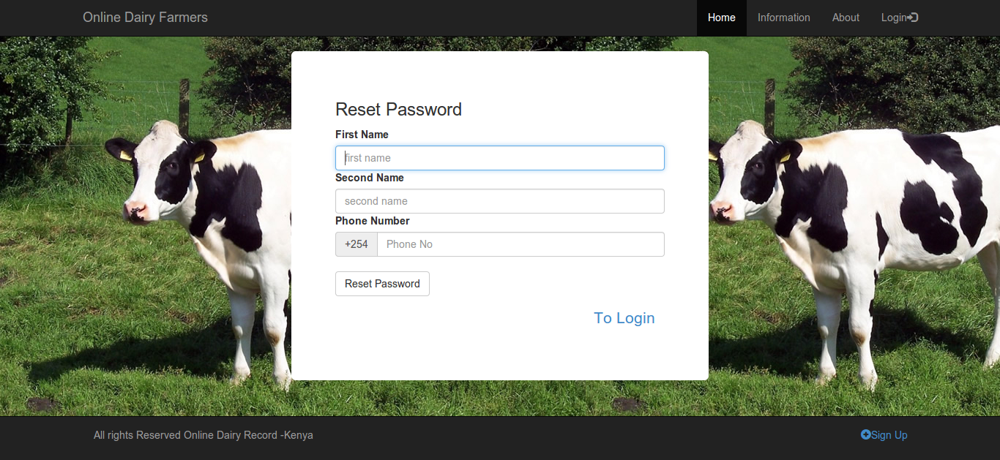 Online Dairy Farmers Home Information About Login
Reset Password
First Name
first name
Second Name
second name
Phone Number
+254 Phone No
Reset Password
To Login
All rights Reserved Online Dairy Record -Kenya Sign Up